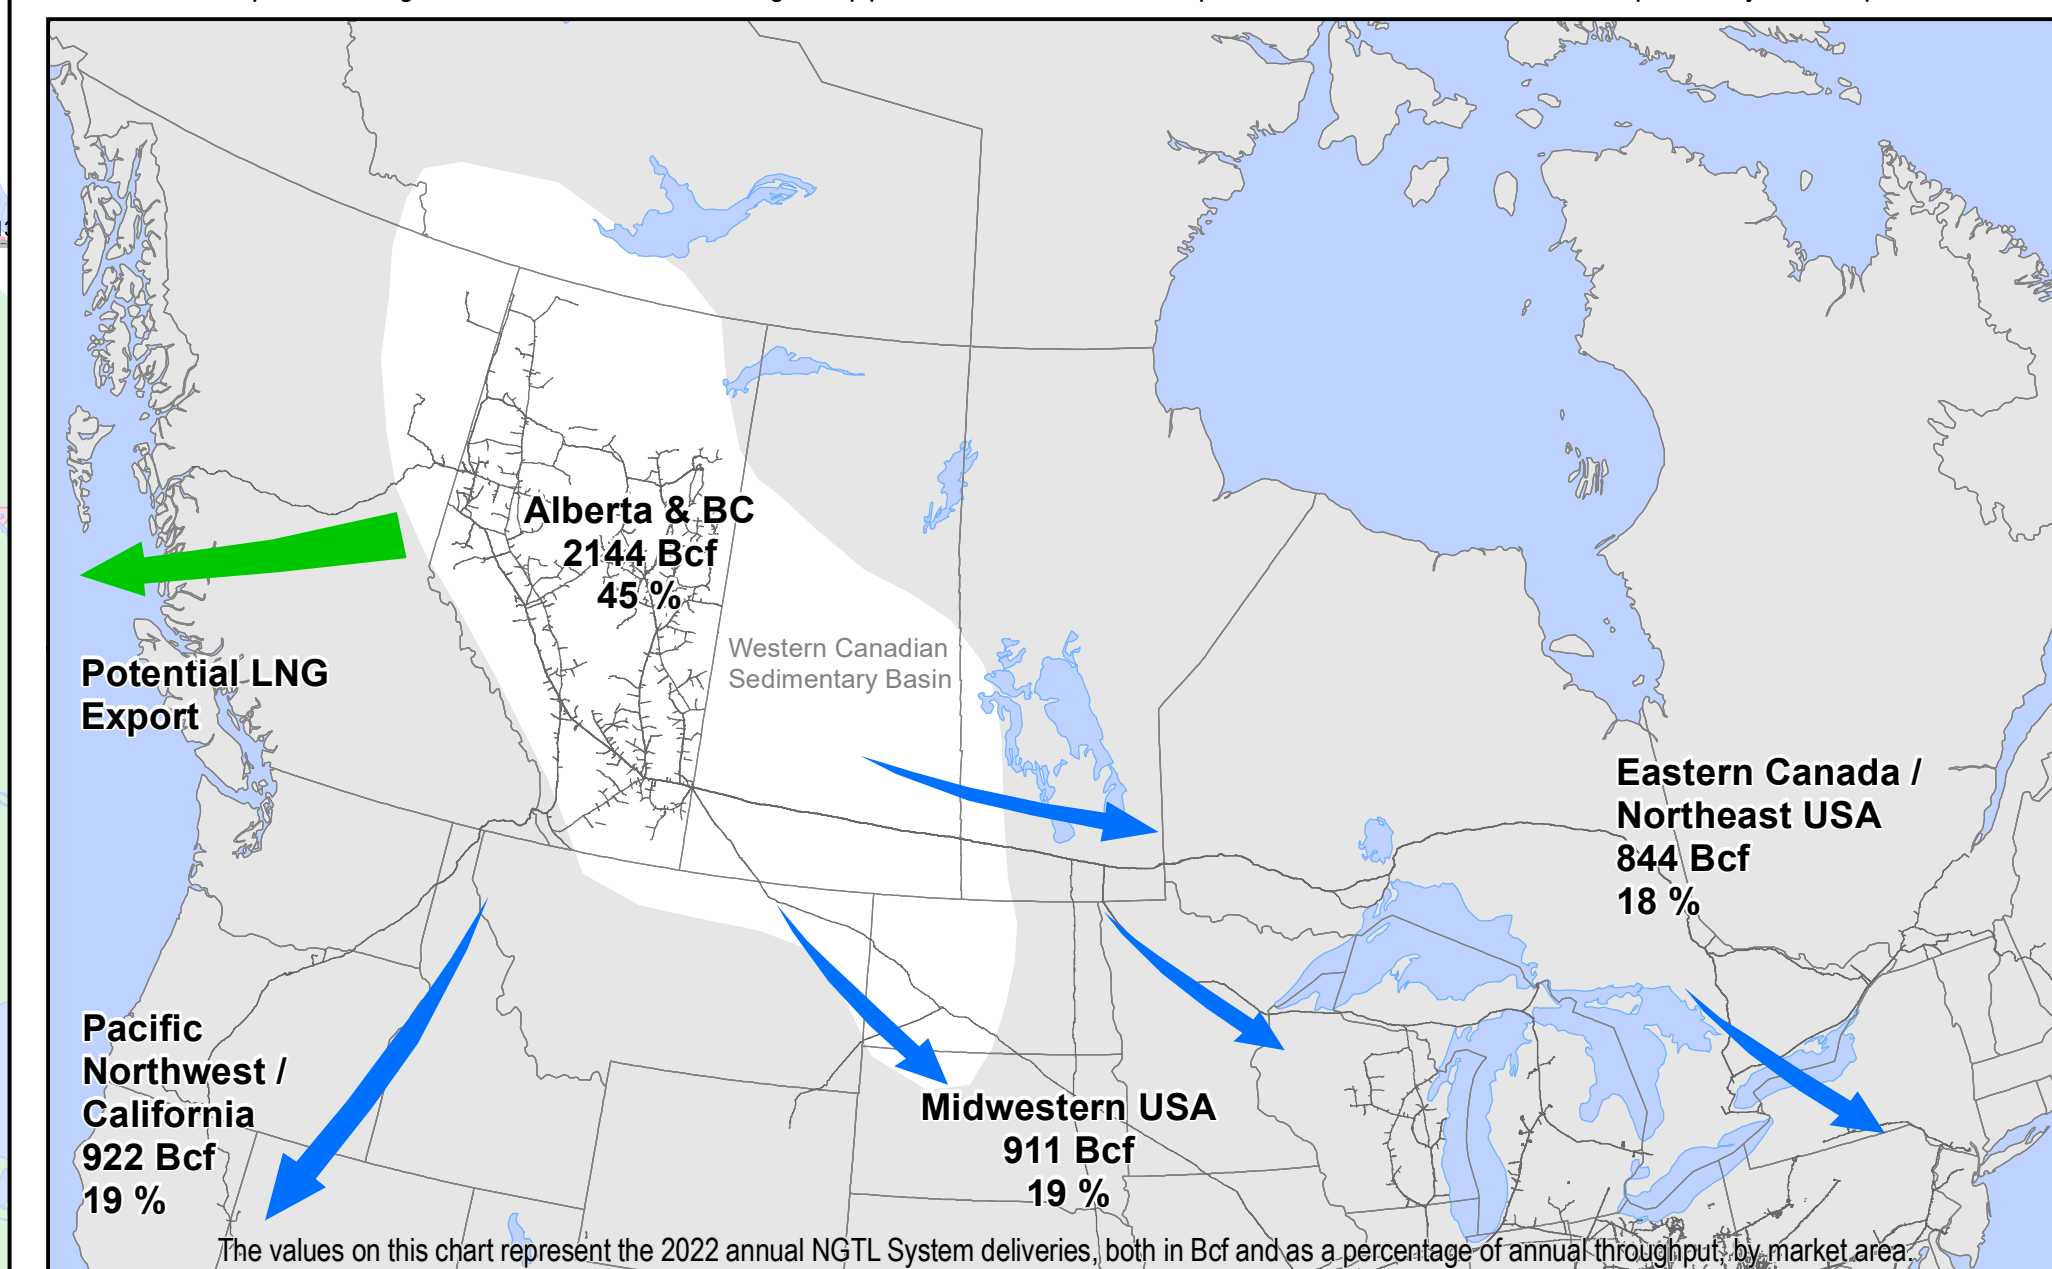 Alberta & BC
2144 Bcf
45 %
Western Canadian
Sedimentary Basin
Potential LNG
Export
Eastern Canada /
Northeast USA
844 Bcf
18 %
Pacific
Northwest /
California
922 Bcf
19 %
Midwestern USA
911 Bcf
19 %
The values on this chart represent the 2022 annual NGTL System deliveries, both in Bcf and as a percentage of annual throughput, by market area.